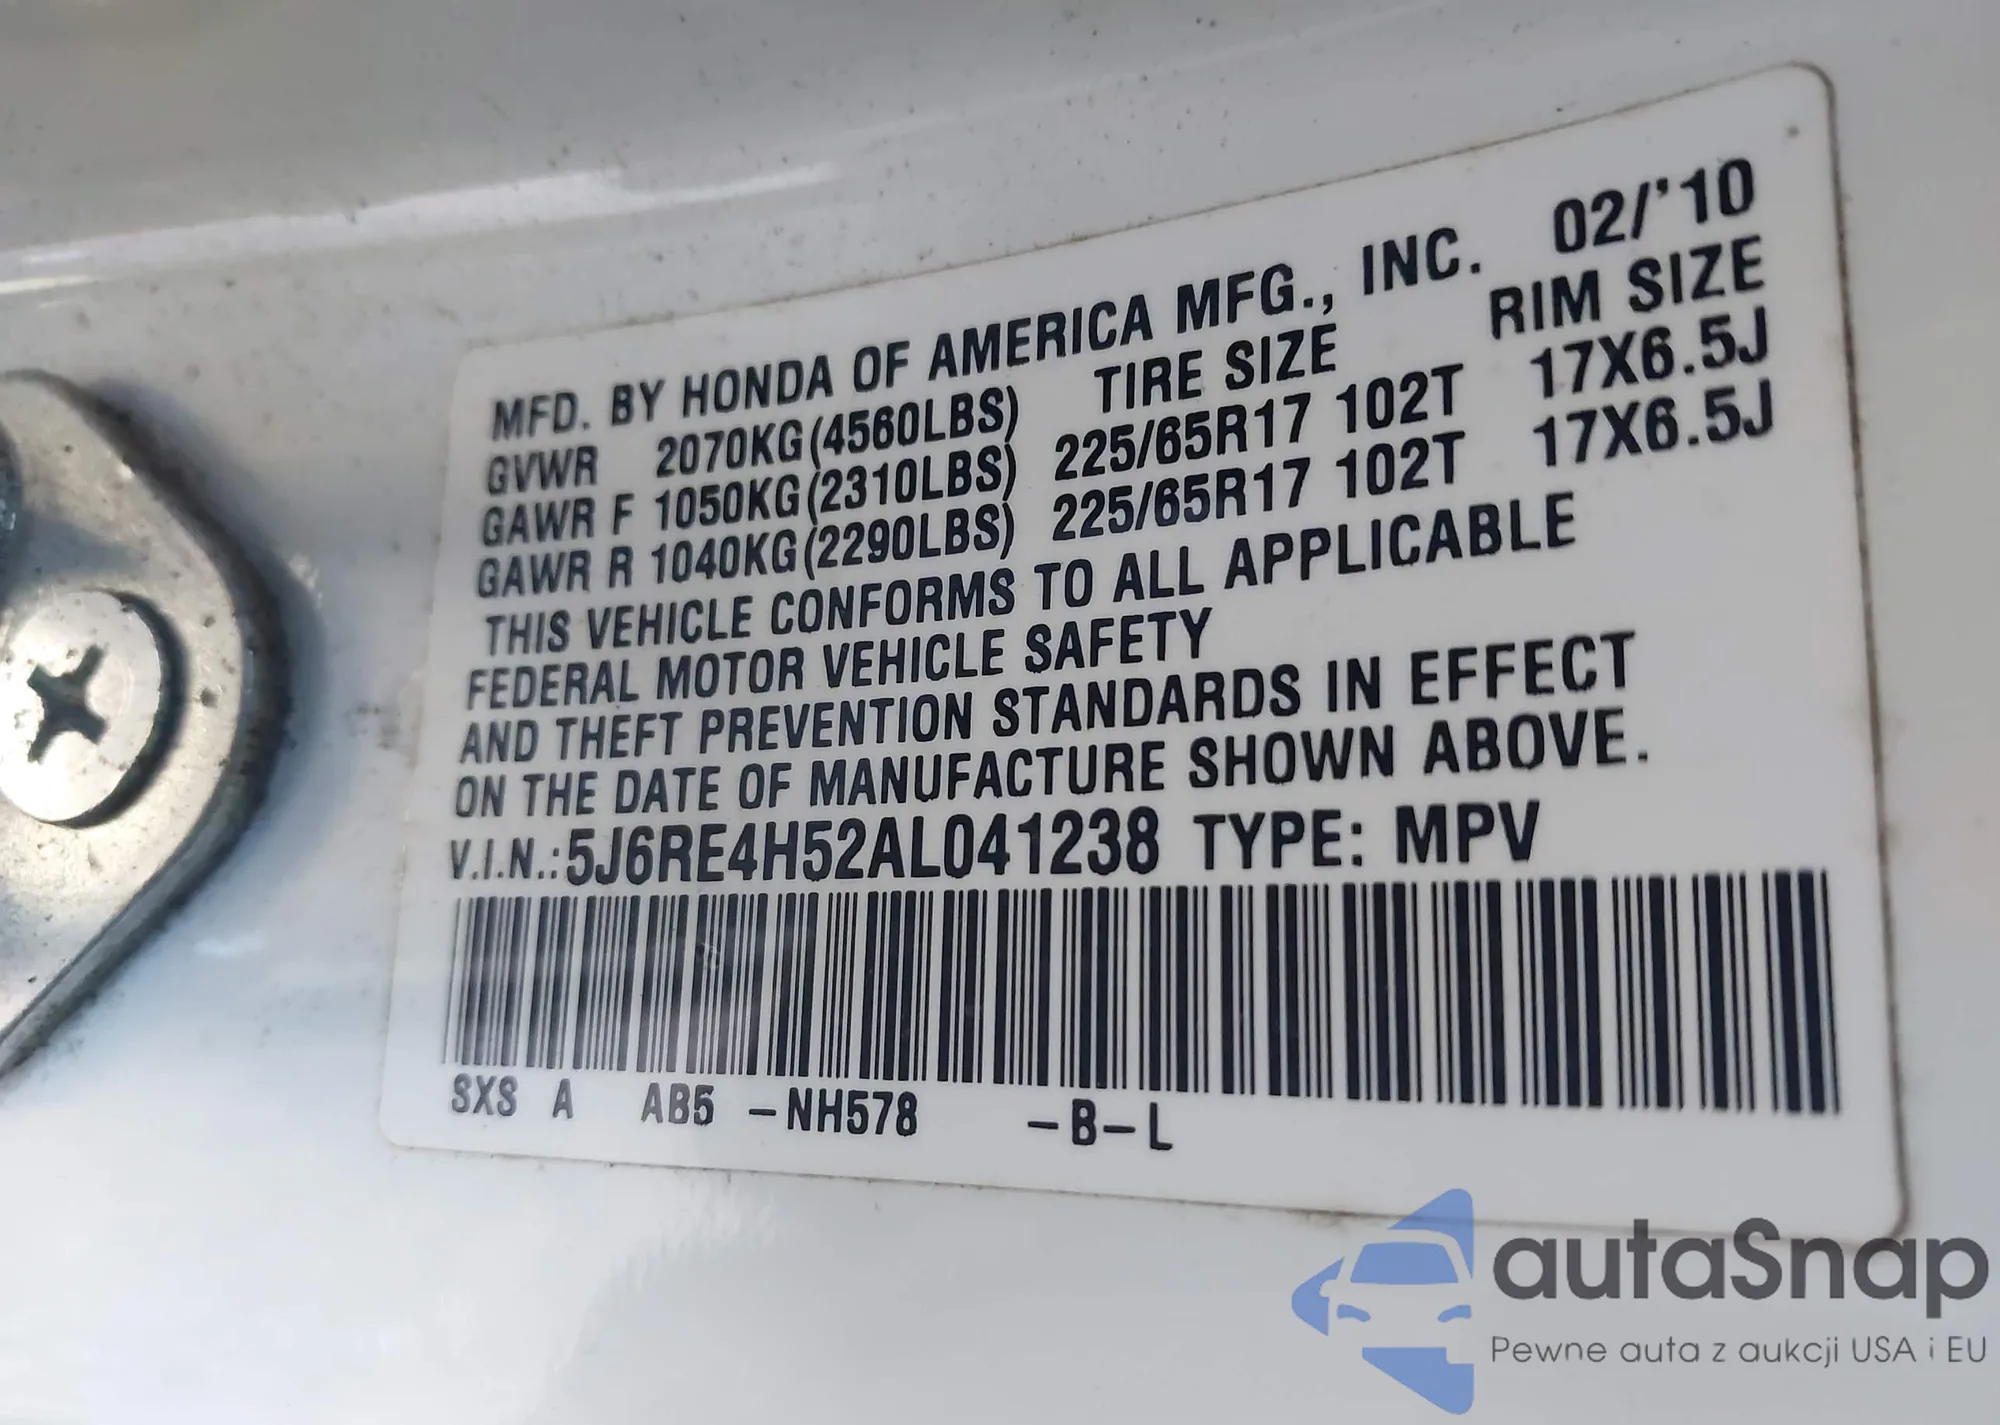 MFD. BY HONDA OF AMERICA MFG., INC. 02/'10
TIRE SIZE RIM SIZE
GVWR 2070KG(4560LBS)
GAWR F 1050KG(2310LBS) 225/65R17 102T 17X6.5J
GAWR R 1040KG(2290LBS) 225/65R17 102T 17X6.5J
THIS VEHICLE CONFORMS TO ALL APPLICABLE
FEDERAL MOTOR VEHICLE SAFETY
AND THEFT PREVENTION STANDARDS IN EFFECT
ON THE DATE OF MANUFACTURE SHOWN ABOVE.
V.I.N.:5J6RE4H52AL041238 TYPE: MPV
SXS A AB5 -NH578 -B-L
autaSnap
Pewne auta z aukcji USA i EU